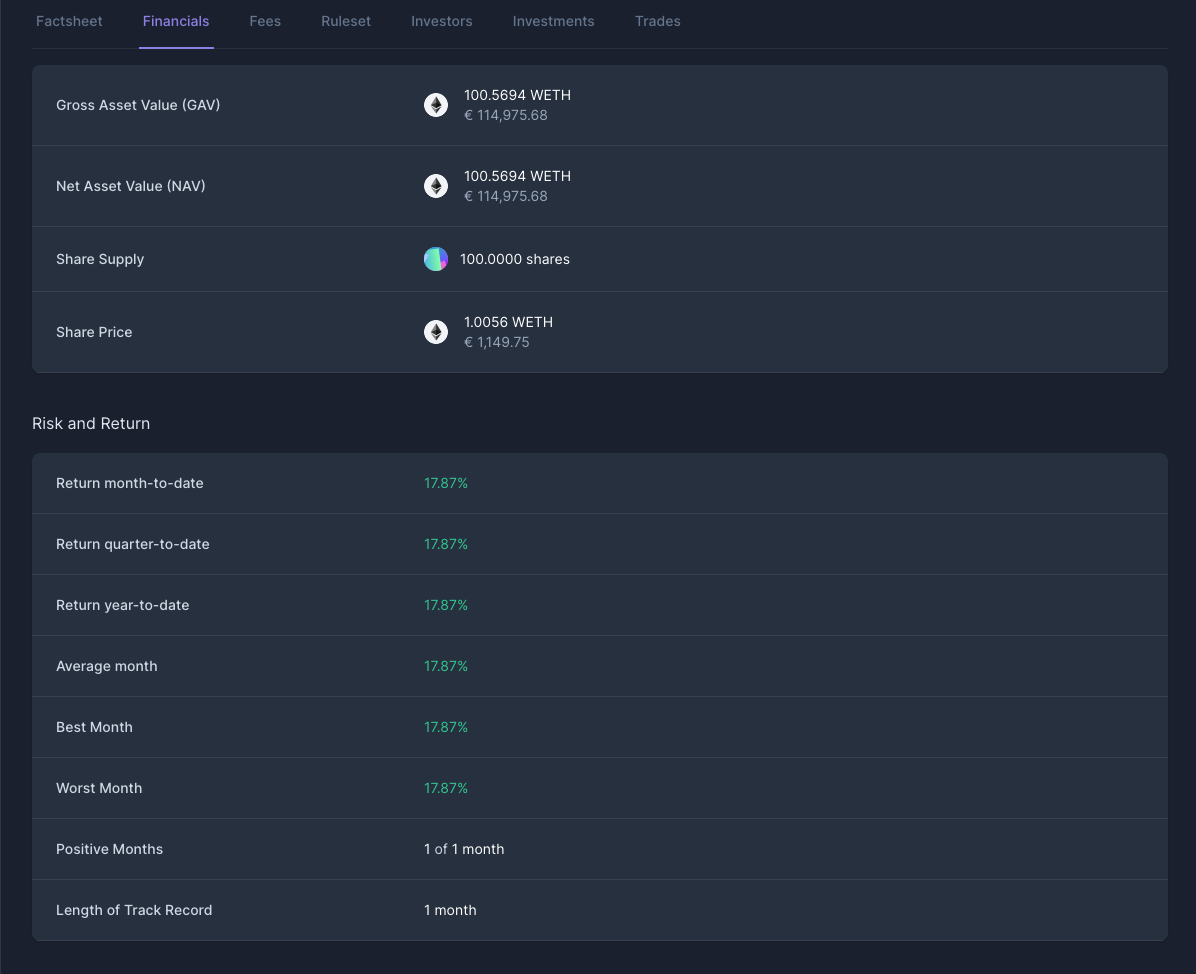 Factsheet Financials Fees Ruleset Investors Investments Trades
Gross Asset Value (GAV)
100.5694 WETH
€ 114,975.68
Net Asset Value (NAV)
100.5694 WETH
€ 114,975.68
Share Supply
100.0000 shares
Share Price
1.0056 WETH
€ 1,149.75
Risk and Return
Return month-to-date 17.87%
Return quarter-to-date 17.87%
Return year-to-date 17.87%
Average month 17.87%
Best Month 17.87%
Worst Month 17.87%
Positive Months 1 of 1 month
Length of Track Record 1 month